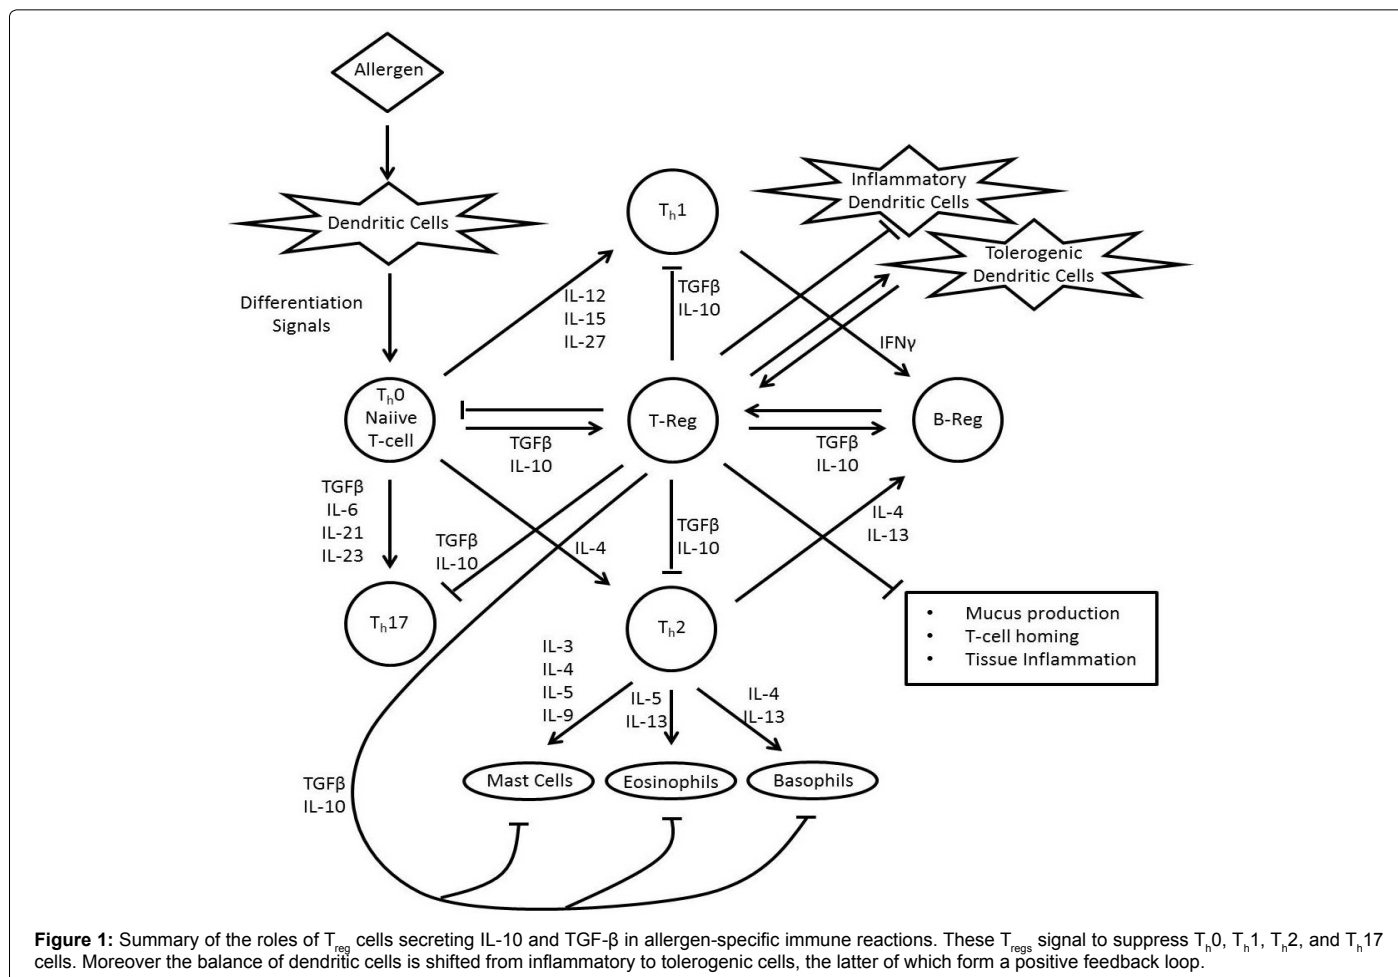 Allergen
Dendritic Cells
Differentiation
Signals
Inflammatory
Dendritic Cells
Tolerogenic
Dendritic Cells
Tₕ1
IL-12
IL-15
IL-27
TGFβ
IL-10
IFNγ
Tₕ0
Naiive
T-cell
T-Reg
B-Reg
TGFβ
IL-10
TGFβ
IL-10
TGFβ
IL-6
IL-21
IL-23
TGFβ
IL-10
IL-4
TGFβ
IL-10
IL-4
IL-13
Tₕ17
Tₕ2
• Mucus production
• T-cell homing
• Tissue Inflammation
IL-3
IL-4
IL-5
IL-9
IL-5
IL-13
IL-4
IL-13
TGFβ
IL-10
Mast Cells
Eosinophils
Basophils
Figure 1: Summary of the roles of T_reg cells secreting IL-10 and TGF-β in allergen-specific immune reactions. These T_regs signal to suppress Tₕ0, Tₕ1, Tₕ2, and Tₕ17
cells. Moreover the balance of dendritic cells is shifted from inflammatory to tolerogenic cells, the latter of which form a positive feedback loop.